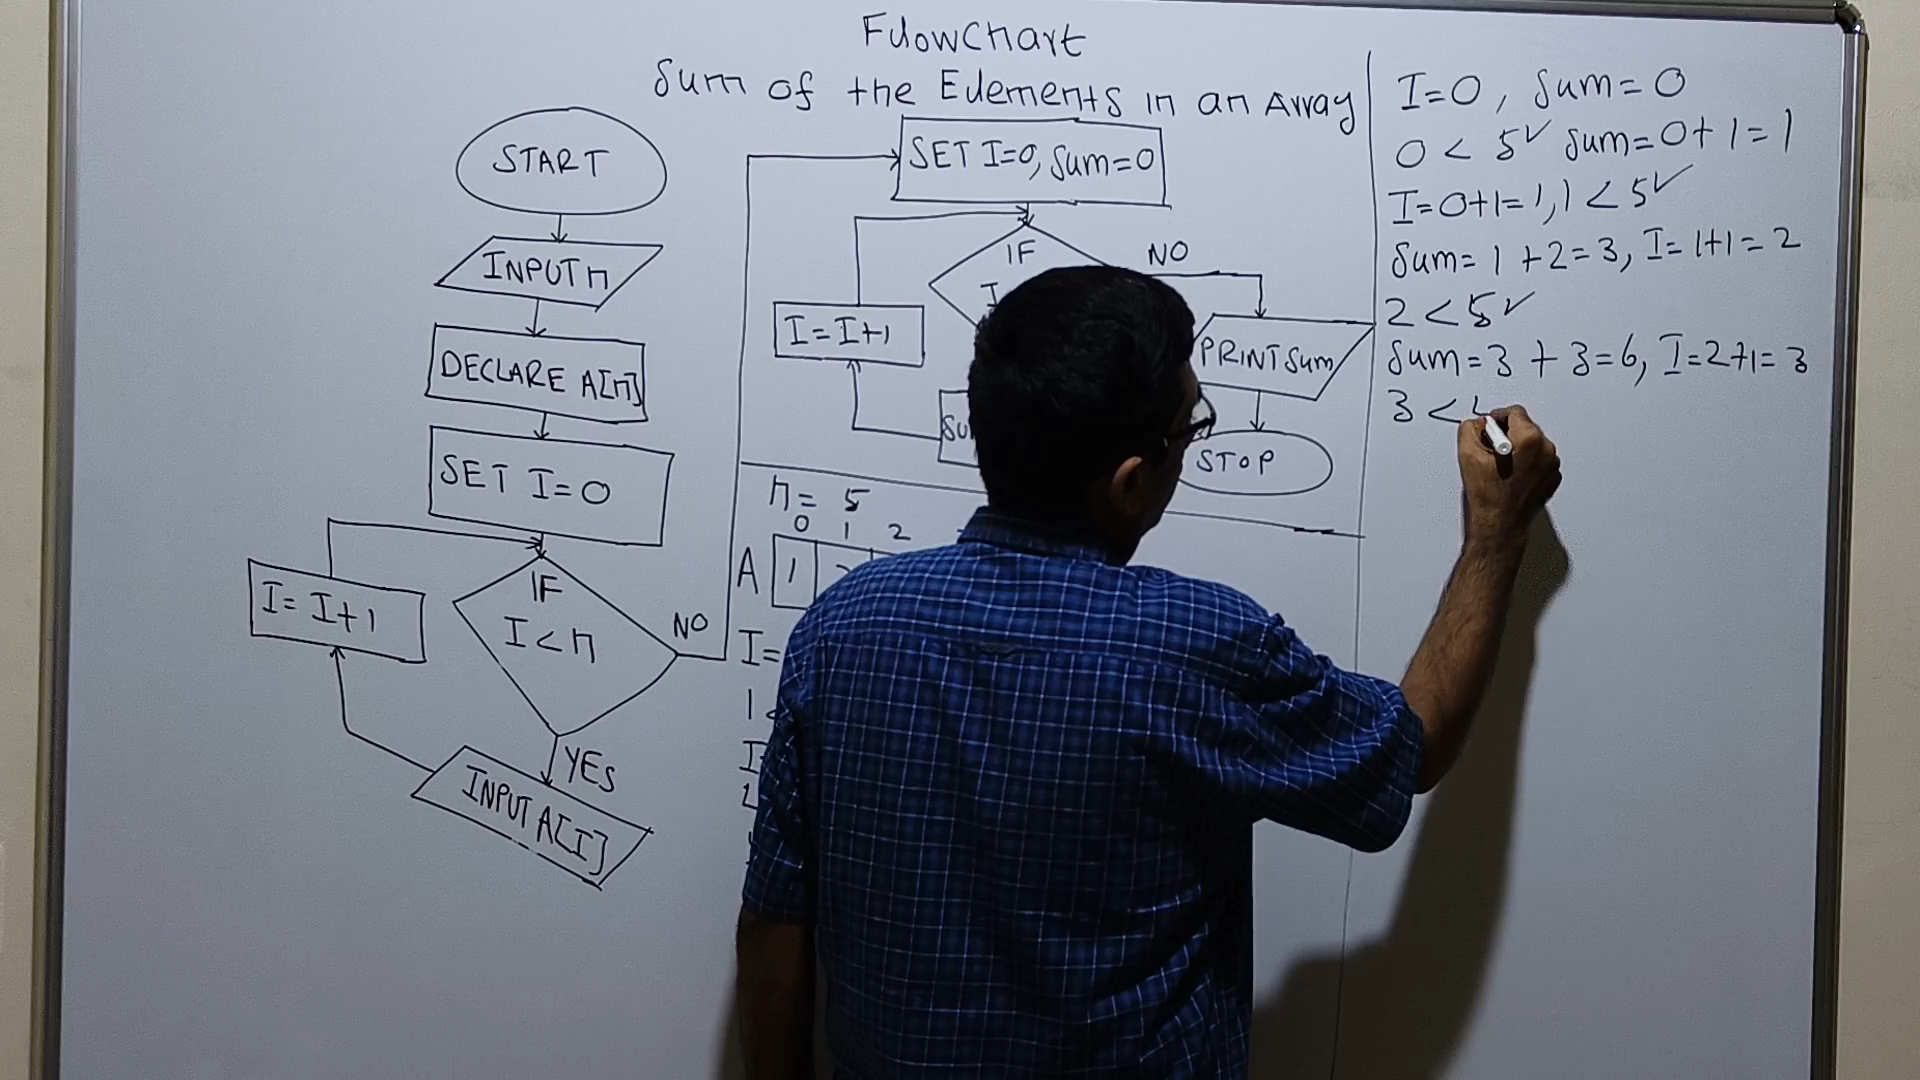 FlowChart
Sum of the Elements in an Array
START
INPUT n
DECLARE A[n]
SET I=0
IF
I<n
NO
YES
INPUT A[I]
I=I+1
SET I=0, Sum=0
IF
I
NO
I=I+1
PRINT Sum
STOP
n=5
0 1 2
A 1
I=
1<
I
I=0, Sum=0
0<5✓ Sum=0+1=1
I=0+1=1, 1<5✓
Sum=1+2=3, I=1+1=2
2<5✓
Sum=3+3=6, I=2+1=3
3<